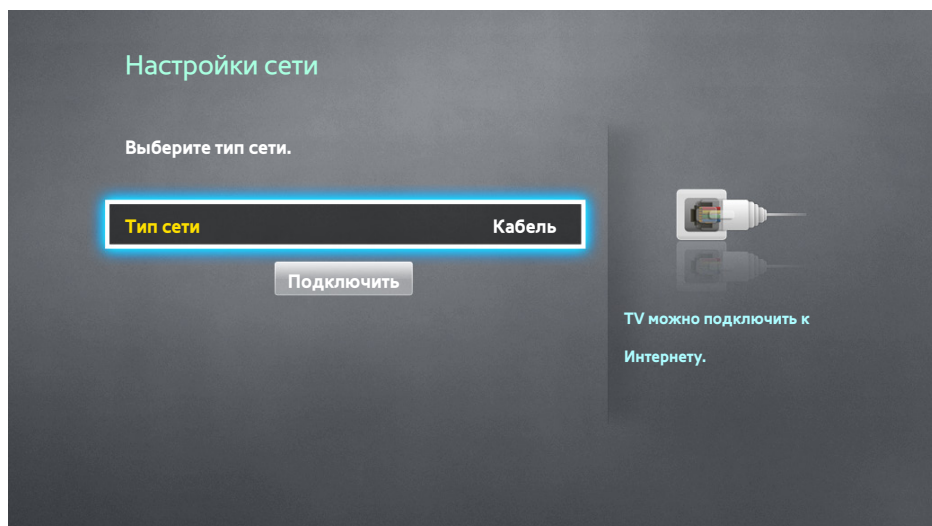 Настройки сети
Выберите тип сети.
Тип сети Кабель
Подключить
TV можно подключить к
Интернету.